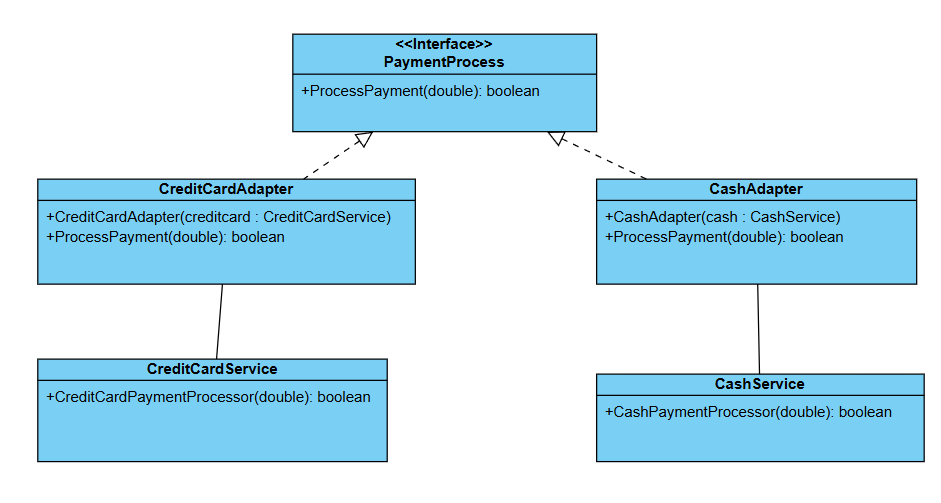 <<Interface>>
PaymentProcess
+ProcessPayment(double): boolean
CreditCardAdapter
+CreditCardAdapter(creditcard : CreditCardService)
+ProcessPayment(double): boolean
CashAdapter
+CashAdapter(cash : CashService)
+ProcessPayment(double): boolean
CreditCardService
+CreditCardPaymentProcessor(double): boolean
CashService
+CashPaymentProcessor(double): boolean